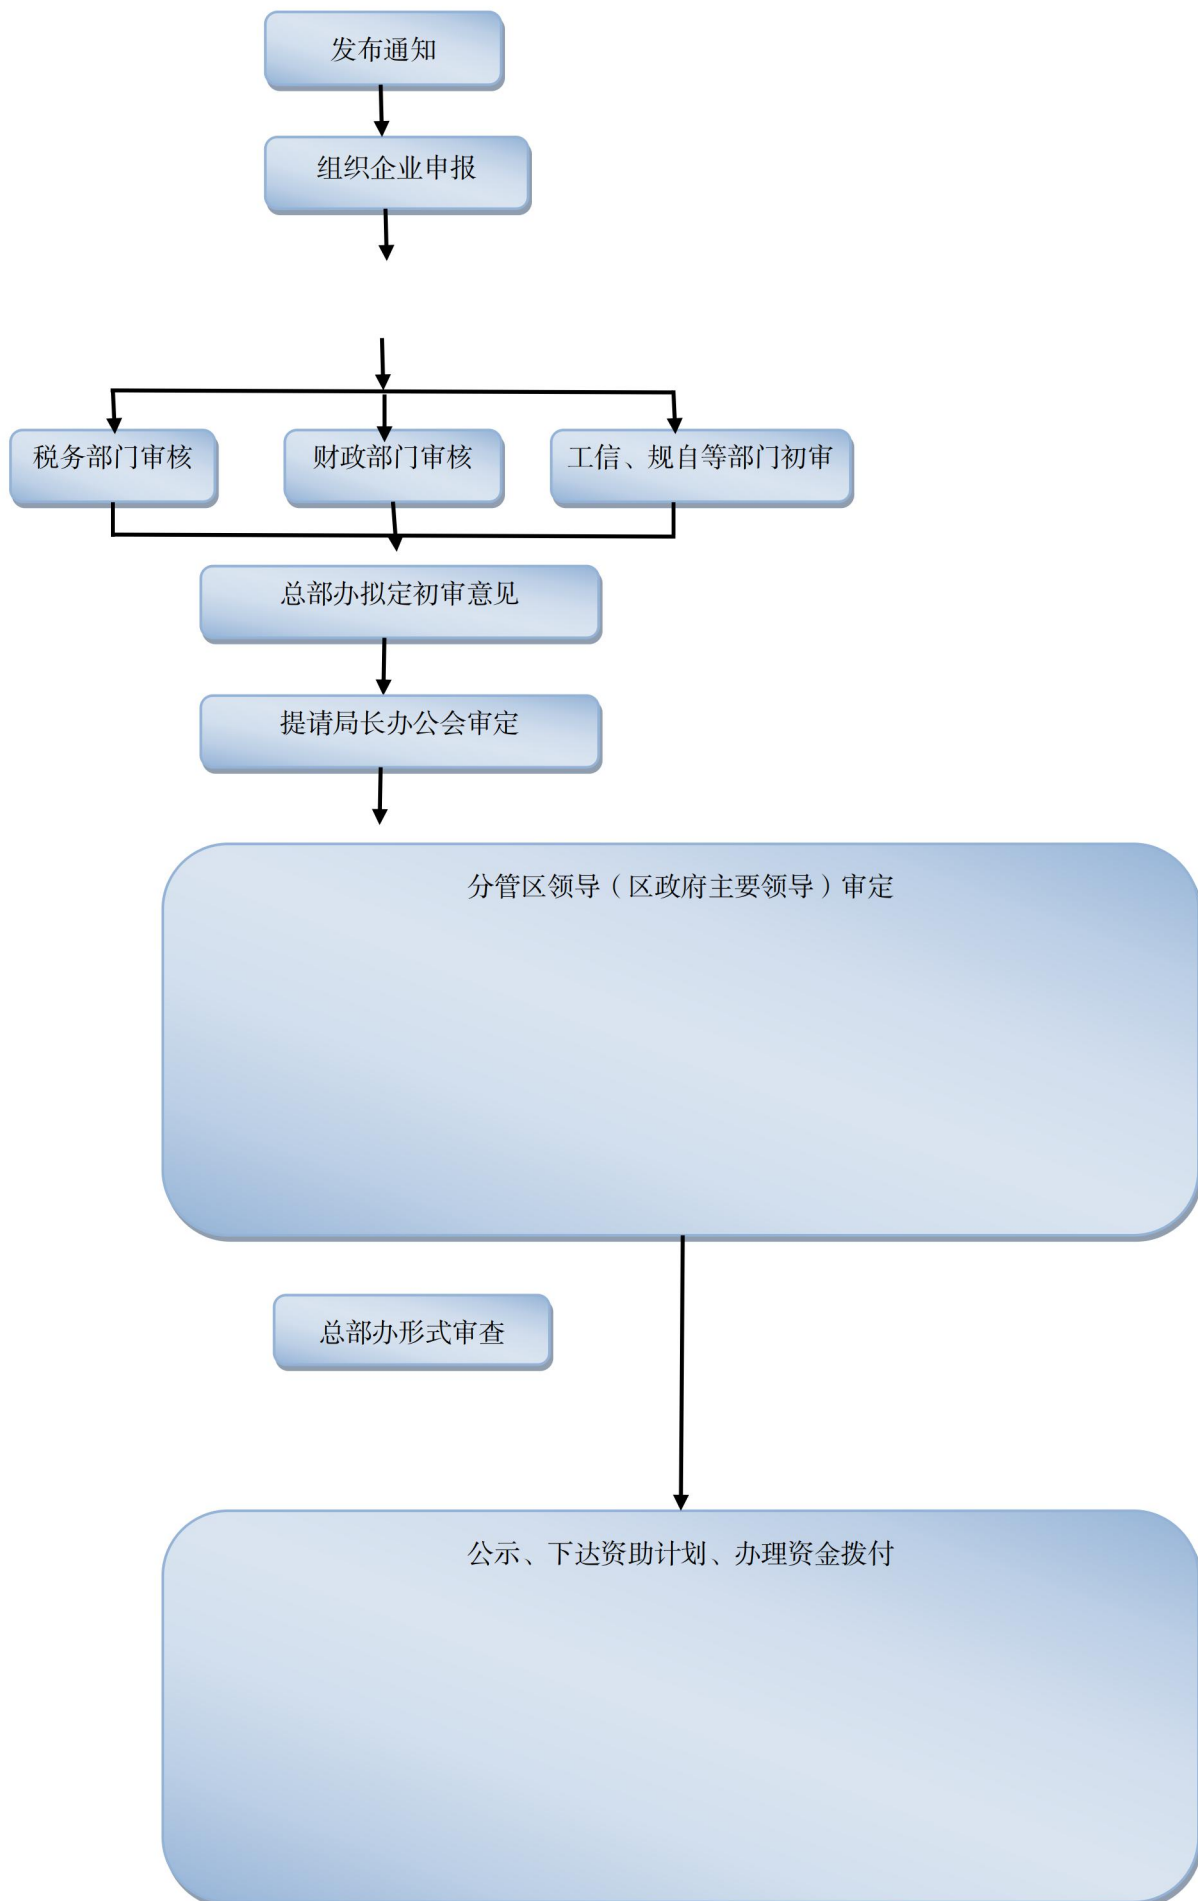 发布通知
组织企业申报
税务部门审核
财政部门审核
工信、规自等部门初审
总部办拟定初审意见
提请局长办公会审定
分管区领导（区政府主要领导）审定
总部办形式审查
公示、下达资助计划、办理资金拨付